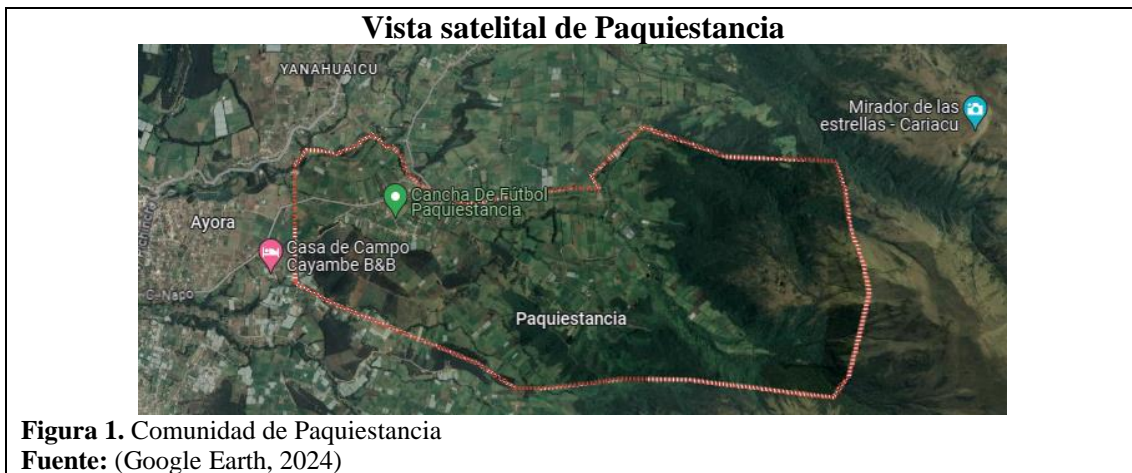 Vista satelital de Paquiestancia
YANAHUAICU
Mirador de las
estrellas - Cariacu
Cancha De Fútbol
Paquiestancia
Ayora
Casa de Campo
Cayambe B&B
C. Napo
Paquiestancia
Figura 1. Comunidad de Paquiestancia
Fuente: (Google Earth, 2024)